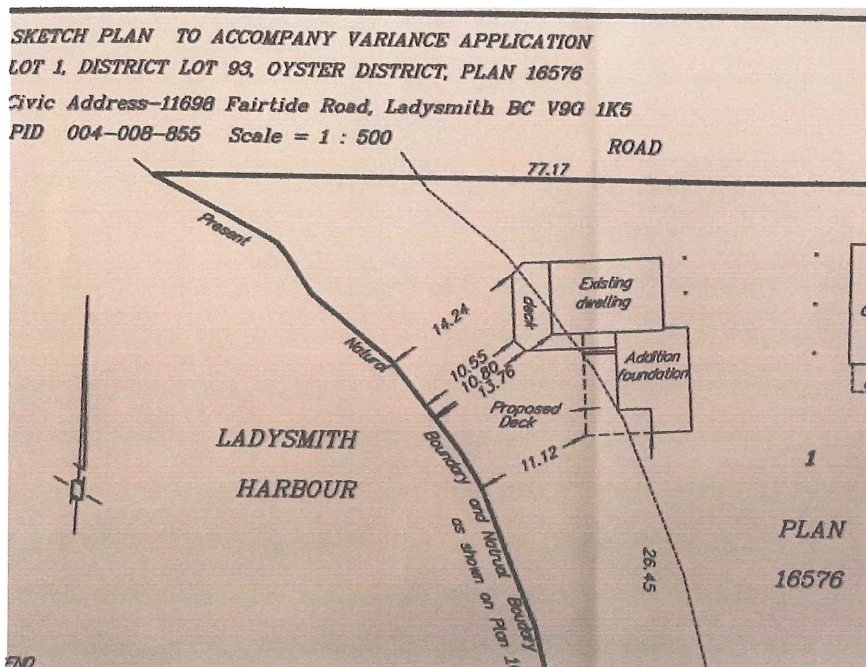 SKETCH PLAN TO ACCOMPANY VARIANCE APPLICATION
LOT 1, DISTRICT LOT 93, OYSTER DISTRICT, PLAN 16576
Civic Address-11698 Fairtide Road, Ladysmith BC V9G 1K5
PID 004-008-855 Scale = 1 : 500
ROAD
77.17
Present
Existing
dwelling
deck
14.24
Natural
10.55
10.80
13.76
Addition
foundation
Proposed
Deck
11.12
LADYSMITH
HARBOUR
1
PLAN
16576
Boundary and Natrual Boudary
as shown on Plan
26.45